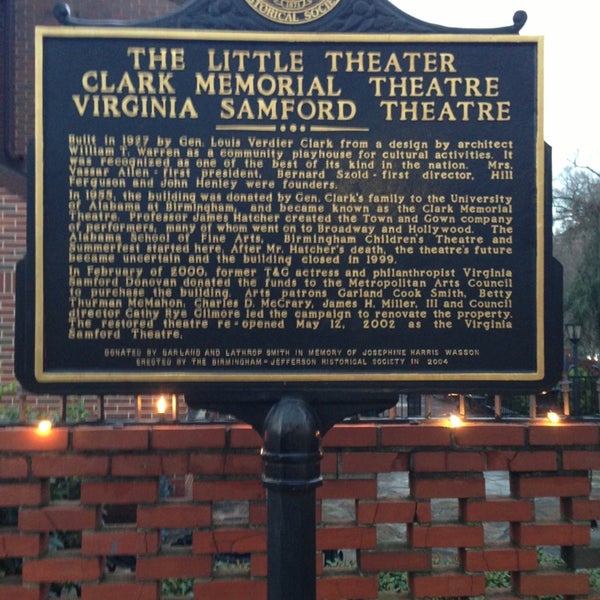 1871
HISTORICAL SOCIETY
THE LITTLE THEATER
CLARK MEMORIAL THEATRE
VIRGINIA SAMFORD THEATRE
Built in 1927 by Gen. Louis Verdier Clark from a design by architect
William T. Warren as a community playhouse for cultural activities. It
was recognized as one of the best of its kind in the nation. Mrs.
Vassar Allen - first president, Bernard Szold - first director, Hill
Ferguson and John Henley were founders.
In 1955, the building was donated by Gen. Clark's family to the University
of Alabama at Birmingham, and became known as the Clark Memorial
Theatre. Professor James Hatcher created the Town and Gown company
of performers, many of whom went on to Broadway and Hollywood. The
Alabama School of Fine Arts, Birmingham Children's Theatre and
Summerfest started here. After Mr. Hatcher's death, the theatre's future
became uncertain and the building closed in 1999.
In February of 2000, former T&G actress and philanthropist Virginia
Samford Donovan donated the funds to the Metropolitan Arts Council
to purchase the building. Arts patrons Garland Cook Smith, Betty
Thurman McMahon, Charles D. McCrary, James H. Miller, III and Council
director Cathy Rye Gilmore led the campaign to renovate the property.
The restored theatre re-opened May 12, 2002 as the Virginia
Samford Theatre.
DONATED BY GARLAND AND LATHROP SMITH IN MEMORY OF JOSEPHINE HARRIS WASSON
ERECTED BY THE BIRMINGHAM-JEFFERSON HISTORICAL SOCIETY IN 2004